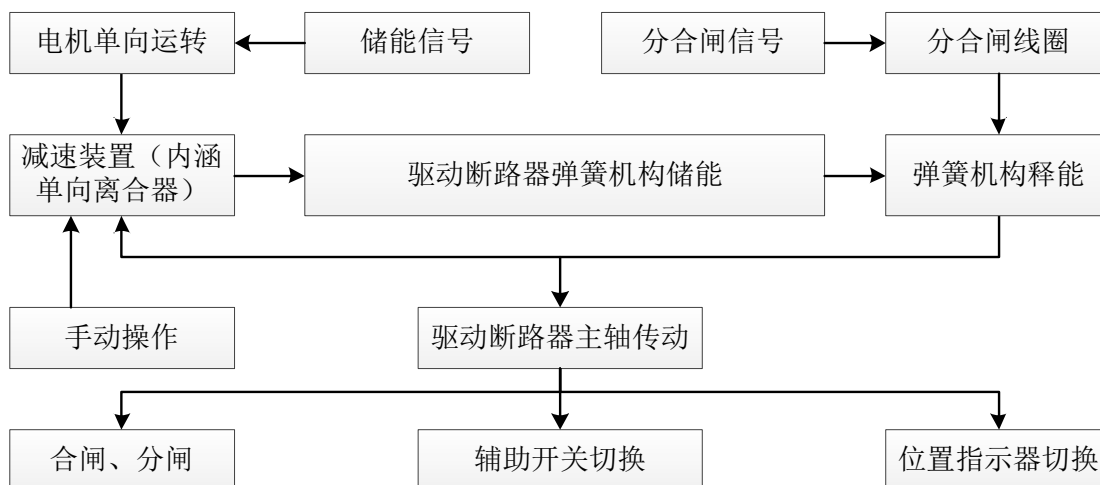 电机单向运转
储能信号
分合闸信号
分合闸线圈
减速装置（内涵
单向离合器）
驱动断路器弹簧机构储能
弹簧机构释能
手动操作
驱动断路器主轴传动
合闸、分闸
辅助开关切换
位置指示器切换